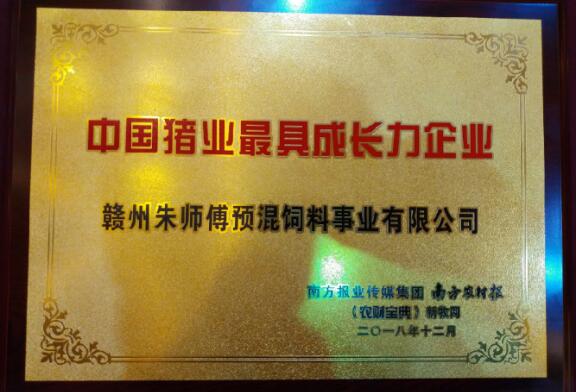 中国猪业最具成长力企业
赣州朱师傅预混饲料事业有限公司
南方报业传媒集团 南方农村报
《农财宝典》新牧网
二〇一八年十二月